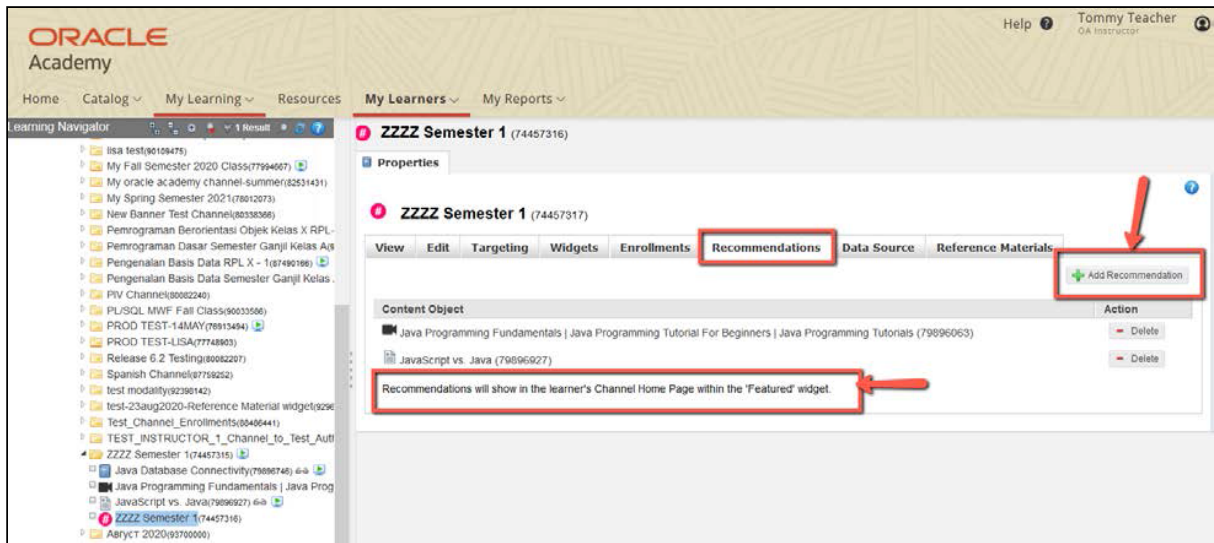 ORACLE
Academy
Help
Tommy Teacher
OA Instructor
Home Catalog My Learning Resources My Learners My Reports
Learning Navigator 1 Result
lisa test(90109475)
My Fall Semester 2020 Class(77994667)
My oracle academy channel-summer(82531431)
My Spring Semester 2021(78012073)
New Banner Test Channel(80338366)
Pemrograman Berorientasi Objek Kelas X RPL-
Pemrograman Dasar Semester Ganjil Kelas A(
Pengenalan Basis Data RPL X - 1(87490166)
Pengenalan Basis Data Semester Ganjil Kelas
PIV Channel(80082240)
PL/SQL MWF Fall Class(90033586)
PROD TEST-14MAY(76913494)
PROD TEST-LISA(77748903)
Release 6.2 Testing(80082207)
Spanish Channel(87759252)
test modality(92398142)
test-23aug2020-Reference Material widget(9296
Test_Channel_Enrollments(88406441)
TEST_INSTRUCTOR_1_Channel_to_Test_Aut
ZZZZ Semester 1(74457315)
Java Database Connectivity(79896746)
Java Programming Fundamentals | Java Prog
JavaScript vs. Java(79896927)
ZZZZ Semester 1(74457316)
Август 2020(93700000)
# ZZZZ Semester 1 (74457316)
Properties
# ZZZZ Semester 1 (74457317)
View Edit Targeting Widgets Enrollments Recommendations Data Source Reference Materials
Add Recommendation
Content Object Action
Java Programming Fundamentals | Java Programming Tutorial For Beginners | Java Programming Tutorials (79896063) Delete
JavaScript vs. Java (79896927) Delete
Recommendations will show in the learner's Channel Home Page within the 'Featured' widget.